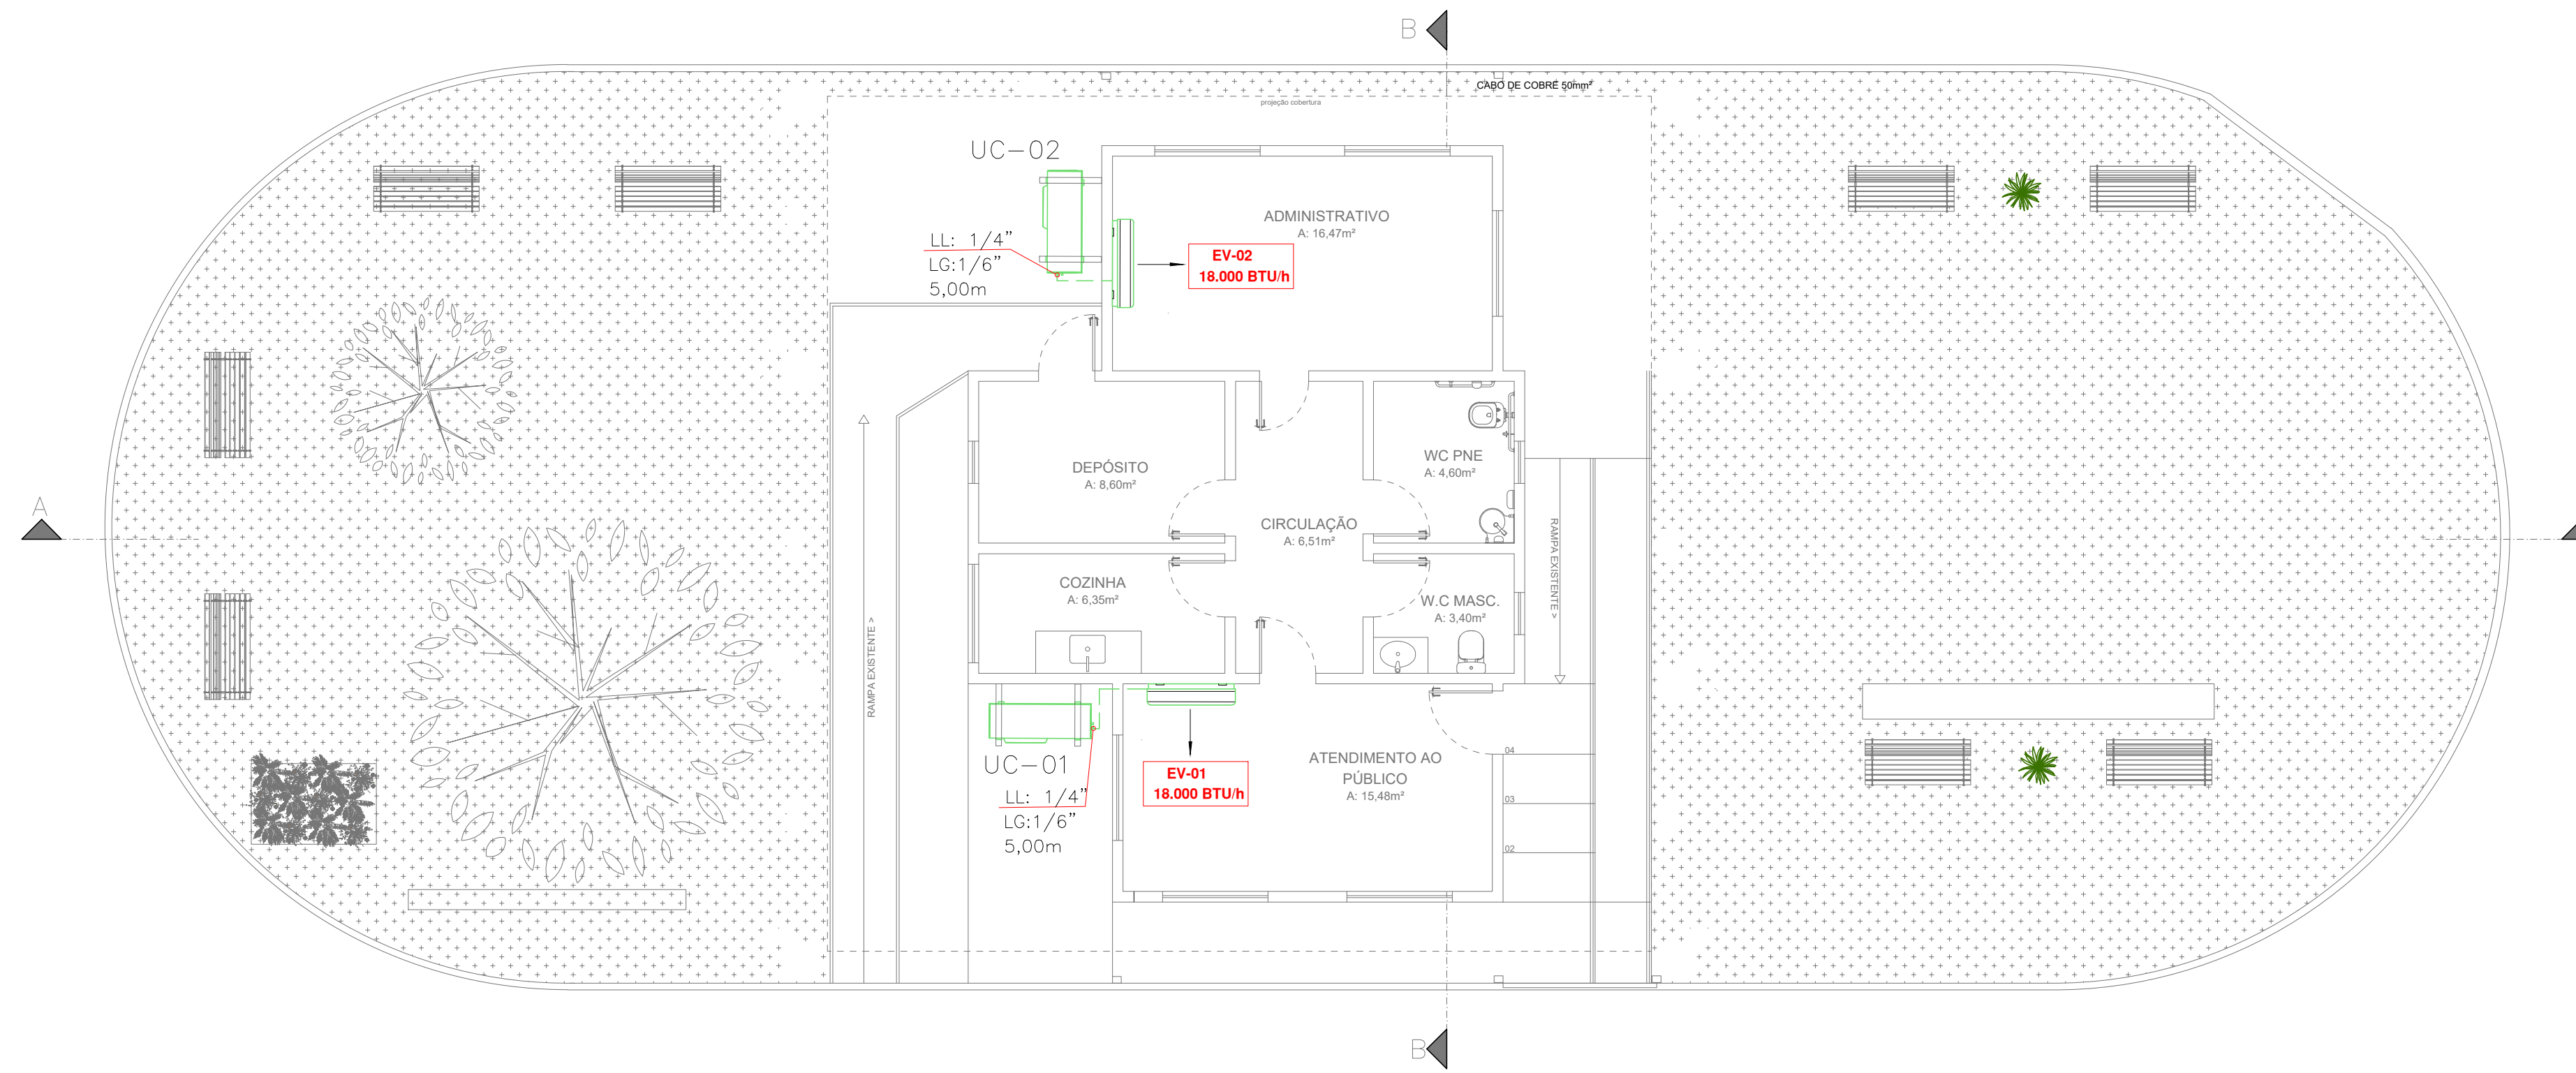 B
CABO DE COBRE 50mm²
projeção cobertura
UC-02
ADMINISTRATIVO
A: 16,47m²
LL: 1/4"
LG:1/6"
5,00m
EV-02
18.000 BTU/h
DEPÓSITO
A: 8,60m²
WC PNE
A: 4,60m²
A
CIRCULAÇÃO
A: 6,51m²
RAMPA EXISTENTE >
COZINHA
A: 6,35m²
W.C MASC.
A: 3,40m²
RAMPA EXISTENTE >
UC-01
LL: 1/4"
LG:1/6"
5,00m
EV-01
18.000 BTU/h
ATENDIMENTO AO
PÚBLICO
A: 15,48m²
04
03
02
B